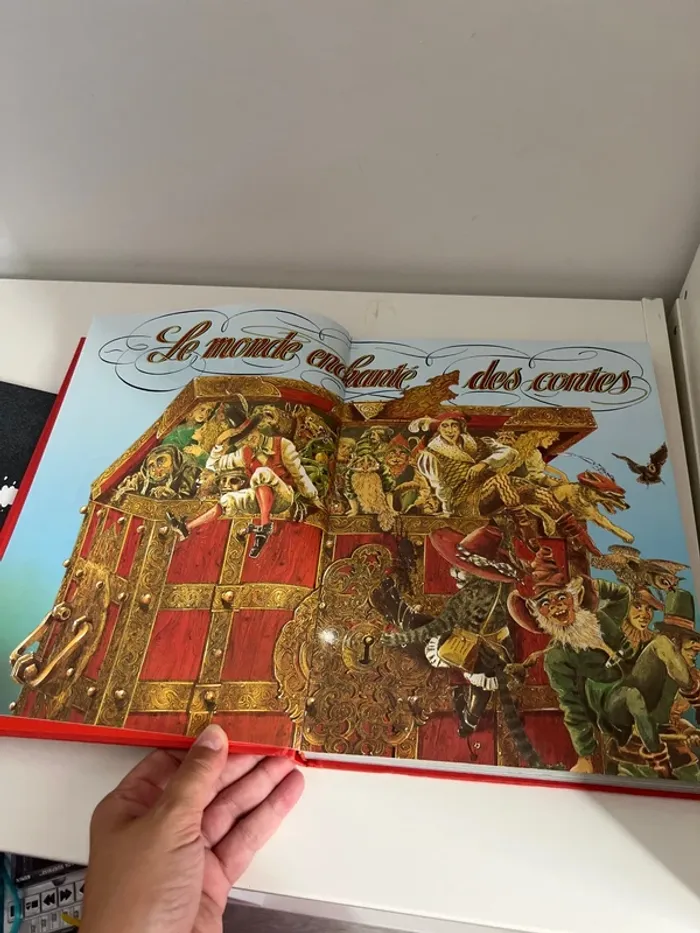 Le monde enchanté des contes